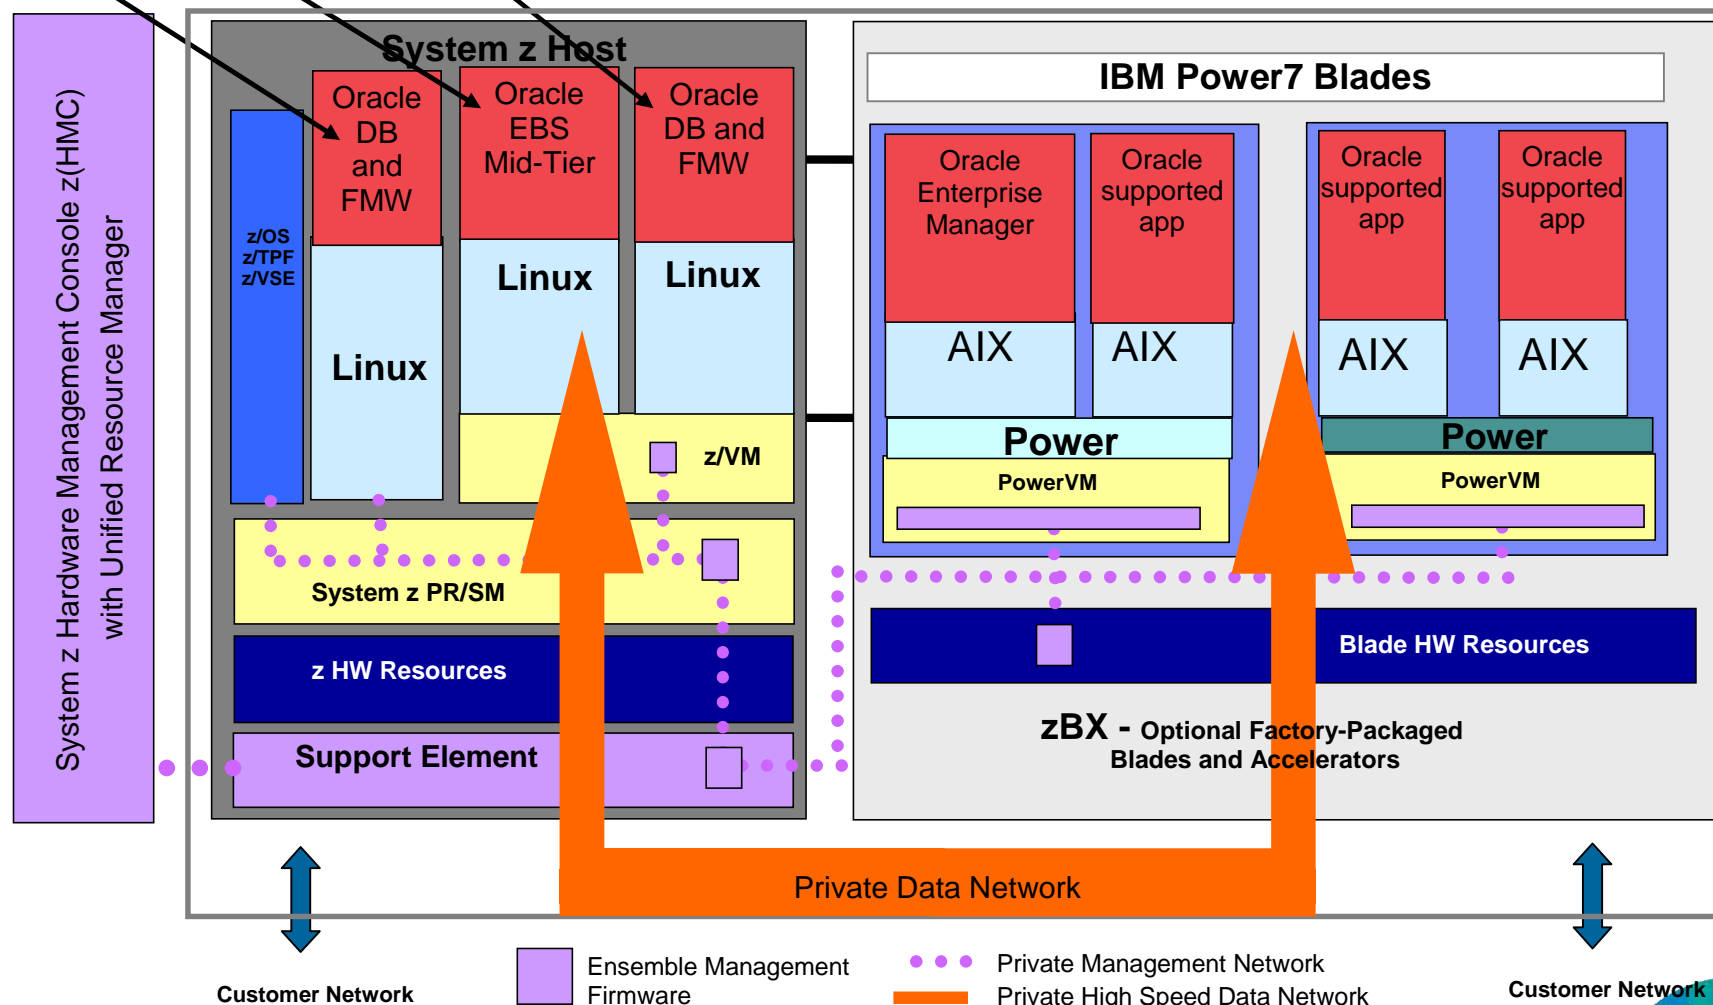 System z Hardware Management Console z(HMC)
with Unified Resource Manager
System z Host
Oracle
DB
and
FMW
Oracle
EBS
Mid-Tier
Oracle
DB and
FMW
z/OS
z/TPF
z/VSE
Linux
Linux
Linux
z/VM
System z PR/SM
z HW Resources
Support Element
IBM Power7 Blades
Oracle
Enterprise
Manager
Oracle
supported
app
Oracle
supported
app
Oracle
supported
app
AIX
AIX
AIX
AIX
Power
Power
PowerVM
PowerVM
Blade HW Resources
zBX - Optional Factory-Packaged
Blades and Accelerators
Private Data Network
Customer Network
Ensemble Management
Firmware
Private Management Network
Private High Speed Data Network
Customer Network